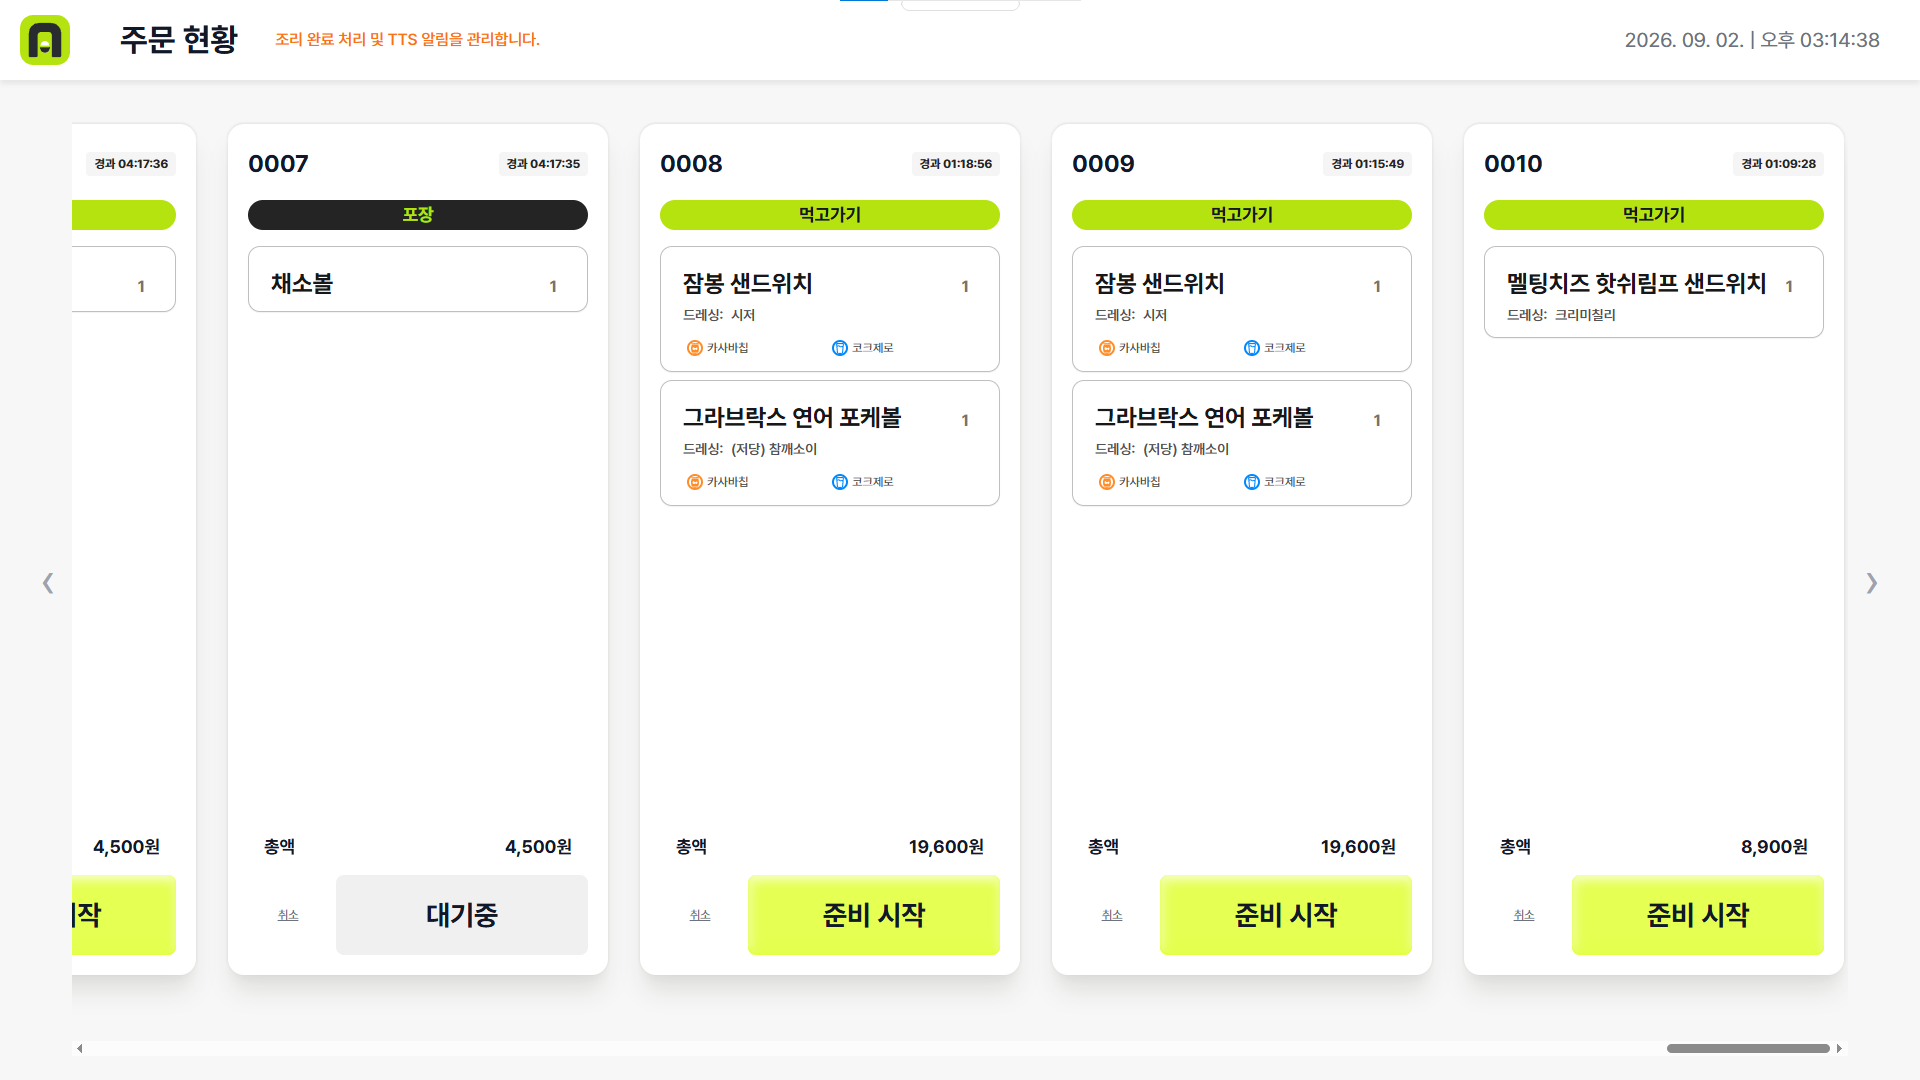 주문 현황
조리 완료 처리 및 TTS 알림을 관리합니다.
2026. 09. 02. | 오후 03:14:38
경과 04:17:36
1
4,500원
작
0007
경과 04:17:35
포장
채소볼 1
총액 4,500원
취소
대기중
0008
경과 01:18:56
먹고가기
잠봉 샌드위치 1
드레싱: 시저
카사바칩 코크제로
그라브락스 연어 포케볼 1
드레싱: (저당) 참깨소이
카사바칩 코크제로
총액 19,600원
취소
준비 시작
0009
경과 01:15:49
먹고가기
잠봉 샌드위치 1
드레싱: 시저
카사바칩 코크제로
그라브락스 연어 포케볼 1
드레싱: (저당) 참깨소이
카사바칩 코크제로
총액 19,600원
취소
준비 시작
0010
경과 01:09:28
먹고가기
멜팅치즈 핫쉬림프 샌드위치 1
드레싱: 크리미칠리
총액 8,900원
취소
준비 시작